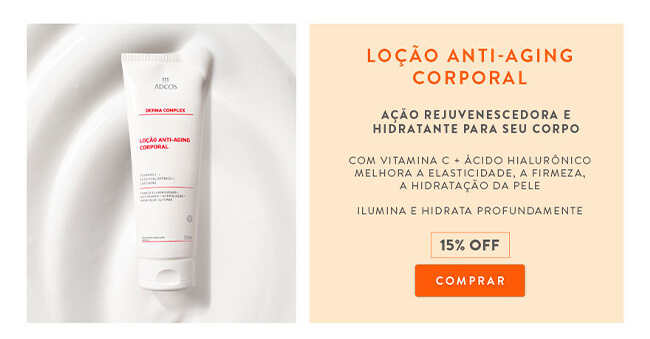 ADCOS
DERMA COMPLEX
LOÇÃO ANTI-AGING
CORPORAL
VITAMINA C +
LOÇÃO ANTI-AGING
CORPORAL
AÇÃO REJUVENESCEDORA E
HIDRATANTE PARA SEU CORPO
COM VITAMINA C + ÁCIDO HIALURÔNICO
MELHORA A ELASTICIDADE, A FIRMEZA,
A HIDRATAÇÃO DA PELE
ILUMINA E HIDRATA PROFUNDAMENTE
15% OFF
COMPRAR